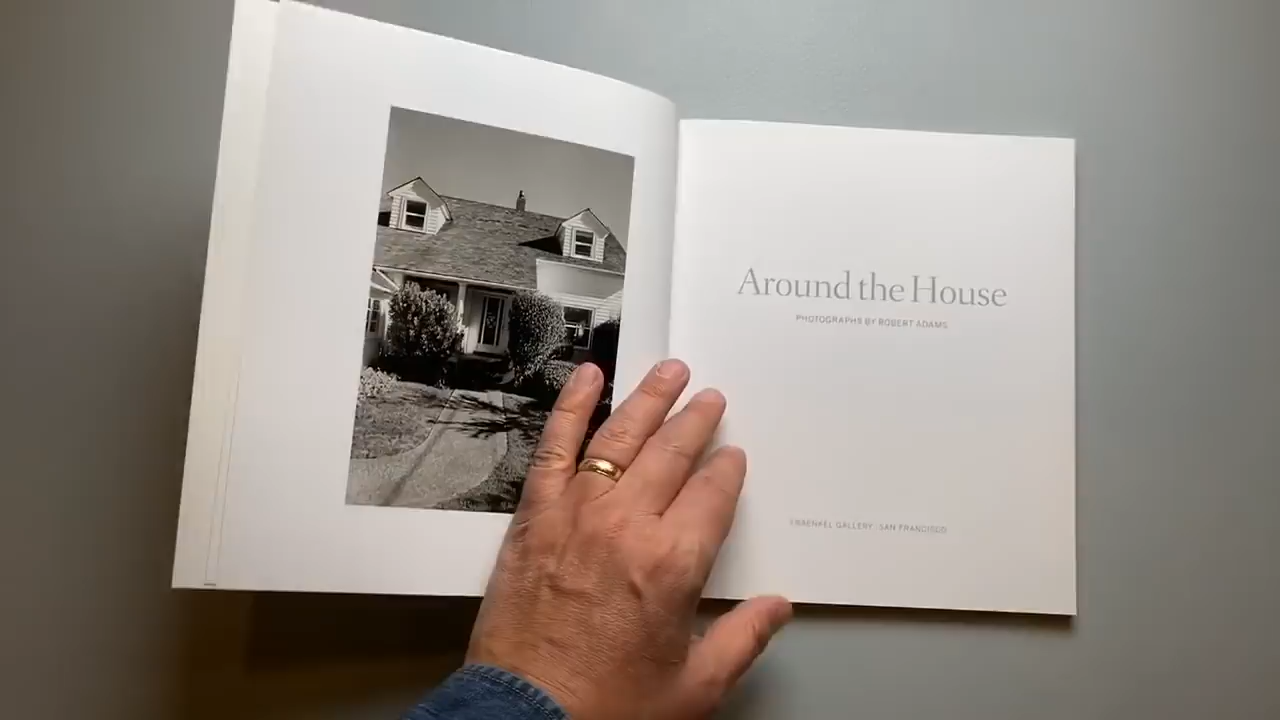 Around the House
PHOTOGRAPHS BY ROBERT ADAMS
FRAENKEL GALLERY, SAN FRANCISCO